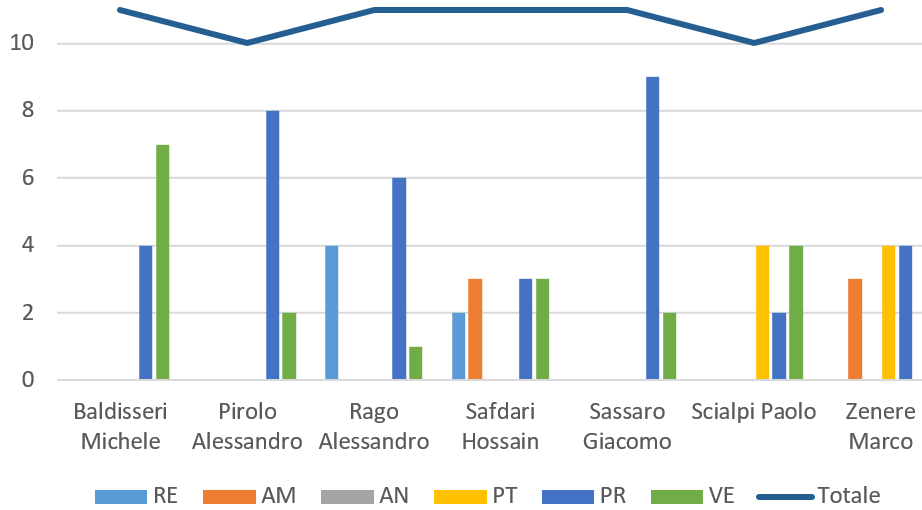 10
8
6
4
2
0
Baldisseri Michele
Pirolo Alessandro
Rago Alessandro
Safdari Hossain
Sassaro Giacomo
Scialpi Paolo
Zenere Marco
RE AM AN PT PR VE Totale